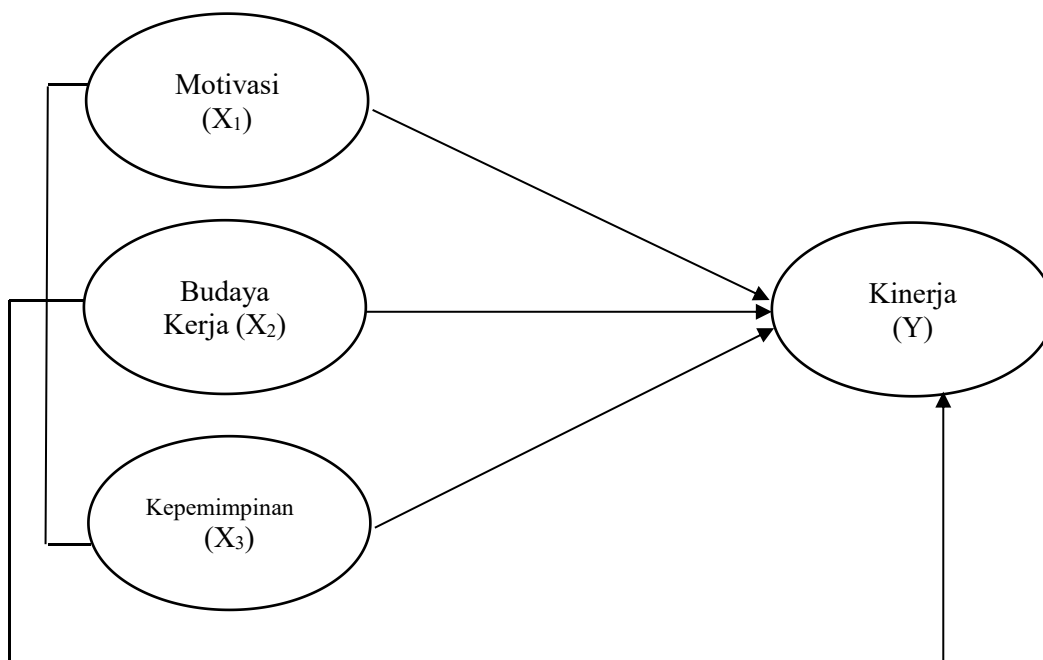 Motivasi
(X₁)
Budaya
Kerja (X₂)
Kinerja
(Y)
Kepemimpinan
(X₃)